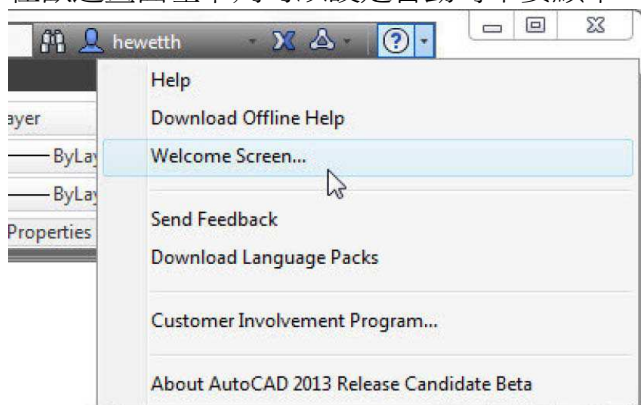 hewetth
Help
ayer
Download Offline Help
ByLay
Welcome Screen...
ByLay
Send Feedback
Properties
Download Language Packs
Customer Involvement Program...
About AutoCAD 2013 Release Candidate Beta